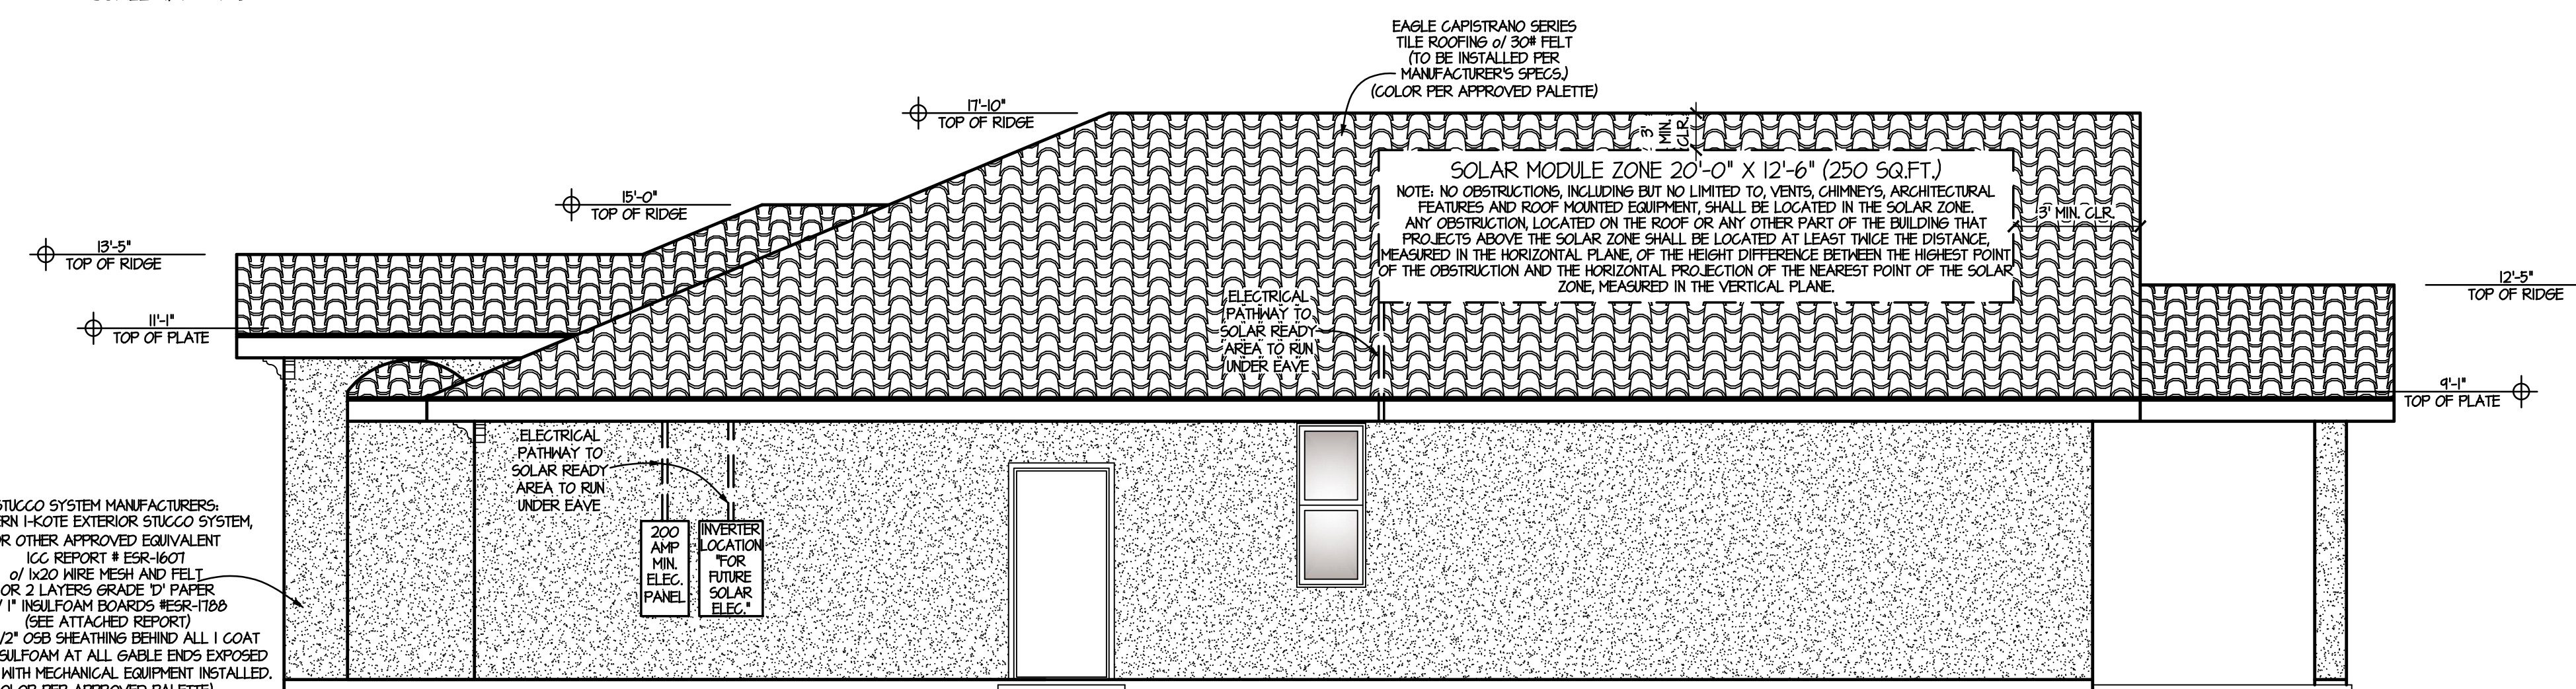 EAGLE CAPISTRANO SERIES
TILE ROOFING o/ 30# FELT
(TO BE INSTALLED PER
MANUFACTURER'S SPECS.)
(COLOR PER APPROVED PALETTE)
17'-10"
TOP OF RIDGE
3'
MIN.
CLR.
SOLAR MODULE ZONE 20'-0" X 12'-6" (250 SQ.FT.)
NOTE: NO OBSTRUCTIONS, INCLUDING BUT NO LIMITED TO, VENTS, CHIMNEYS, ARCHITECTURAL
FEATURES AND ROOF MOUNTED EQUIPMENT, SHALL BE LOCATED IN THE SOLAR ZONE.
ANY OBSTRUCTION, LOCATED ON THE ROOF OR ANY OTHER PART OF THE BUILDING THAT
PROJECTS ABOVE THE SOLAR ZONE SHALL BE LOCATED AT LEAST TWICE THE DISTANCE,
MEASURED IN THE HORIZONTAL PLANE, OF THE HEIGHT DIFFERENCE BETWEEN THE HIGHEST POINT
OF THE OBSTRUCTION AND THE HORIZONTAL PROJECTION OF THE NEAREST POINT OF THE SOLAR
ZONE, MEASURED IN THE VERTICAL PLANE.
3' MIN. CLR.
15'-0"
TOP OF RIDGE
13'-5"
TOP OF RIDGE
11'-1"
TOP OF PLATE
12'-5"
TOP OF RIDGE
9'-1"
TOP OF PLATE
ELECTRICAL
PATHWAY TO
SOLAR READY
AREA TO RUN
UNDER EAVE
ELECTRICAL
PATHWAY TO
SOLAR READY
AREA TO RUN
UNDER EAVE
200
AMP
MIN.
ELEC.
PANEL
INVERTER
LOCATION
"FOR
FUTURE
SOLAR
ELEC."
STUCCO SYSTEM MANUFACTURERS:
ERN I-KOTE EXTERIOR STUCCO SYSTEM,
R OTHER APPROVED EQUIVALENT
ICC REPORT # ESR-1607
o/ 1x20 WIRE MESH AND FELT
OR 2 LAYERS GRADE 'D' PAPER
/ 1" INSULFOAM BOARDS #ESR-1788
(SEE ATTACHED REPORT)
/2" OSB SHEATHING BEHIND ALL 1 COAT
SULFOAM AT ALL GABLE ENDS EXPOSED
WITH MECHANICAL EQUIPMENT INSTALLED.
OLOR PER APPROVED PALETTE)